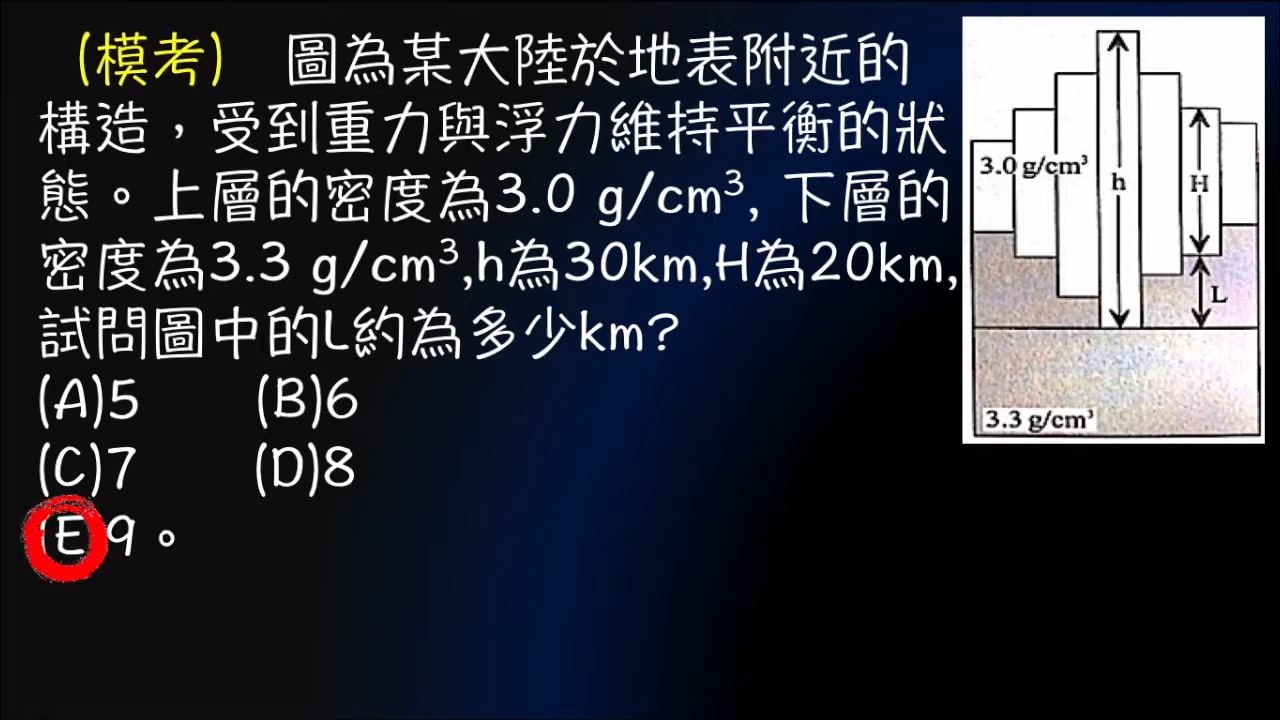 (模考) 圖為某大陸於地表附近的
構造，受到重力與浮力維持平衡的狀
態。上層的密度為3.0 g/cm³, 下層的
密度為3.3 g/cm³,h為30km,H為20km,
試問圖中的L約為多少km?
(A)5 (B)6
(C)7 (D)8
(E)9。
3.0 g/cm³
h
H
L
3.3 g/cm³